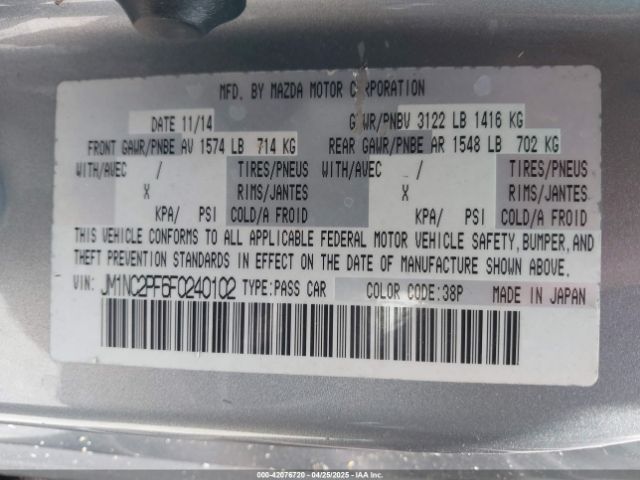 MFD. BY MAZDA MOTOR CORPORATION
DATE 11/14 GVWR/PNBV 3122 LB 1416 KG
FRONT GAWR/PNBE AV 1574 LB 714 KG REAR GAWR/PNBE AR 1548 LB 702 KG
WITH/AVEC / TIRES/PNEUS WITH/AVEC / TIRES/PNEUS
X RIMS/JANTES X RIMS/JANTES
KPA/ PSI COLD/A FROID KPA/ PSI COLD/A FROID
THIS VEHICLE CONFORMS TO ALL APPLICABLE FEDERAL MOTOR VEHICLE SAFETY, BUMPER, AND
THEFT PREVENTION STANDARDS IN EFFECT ON THE DATE OF MANUFACTURE SHOWN ABOVE.
VIN: JM1NC2PF6F0240102 TYPE:PASS CAR COLOR CODE:38P MADE IN JAPAN
000-42076720 - 04/25/2025 - IAA Holdings, LLC